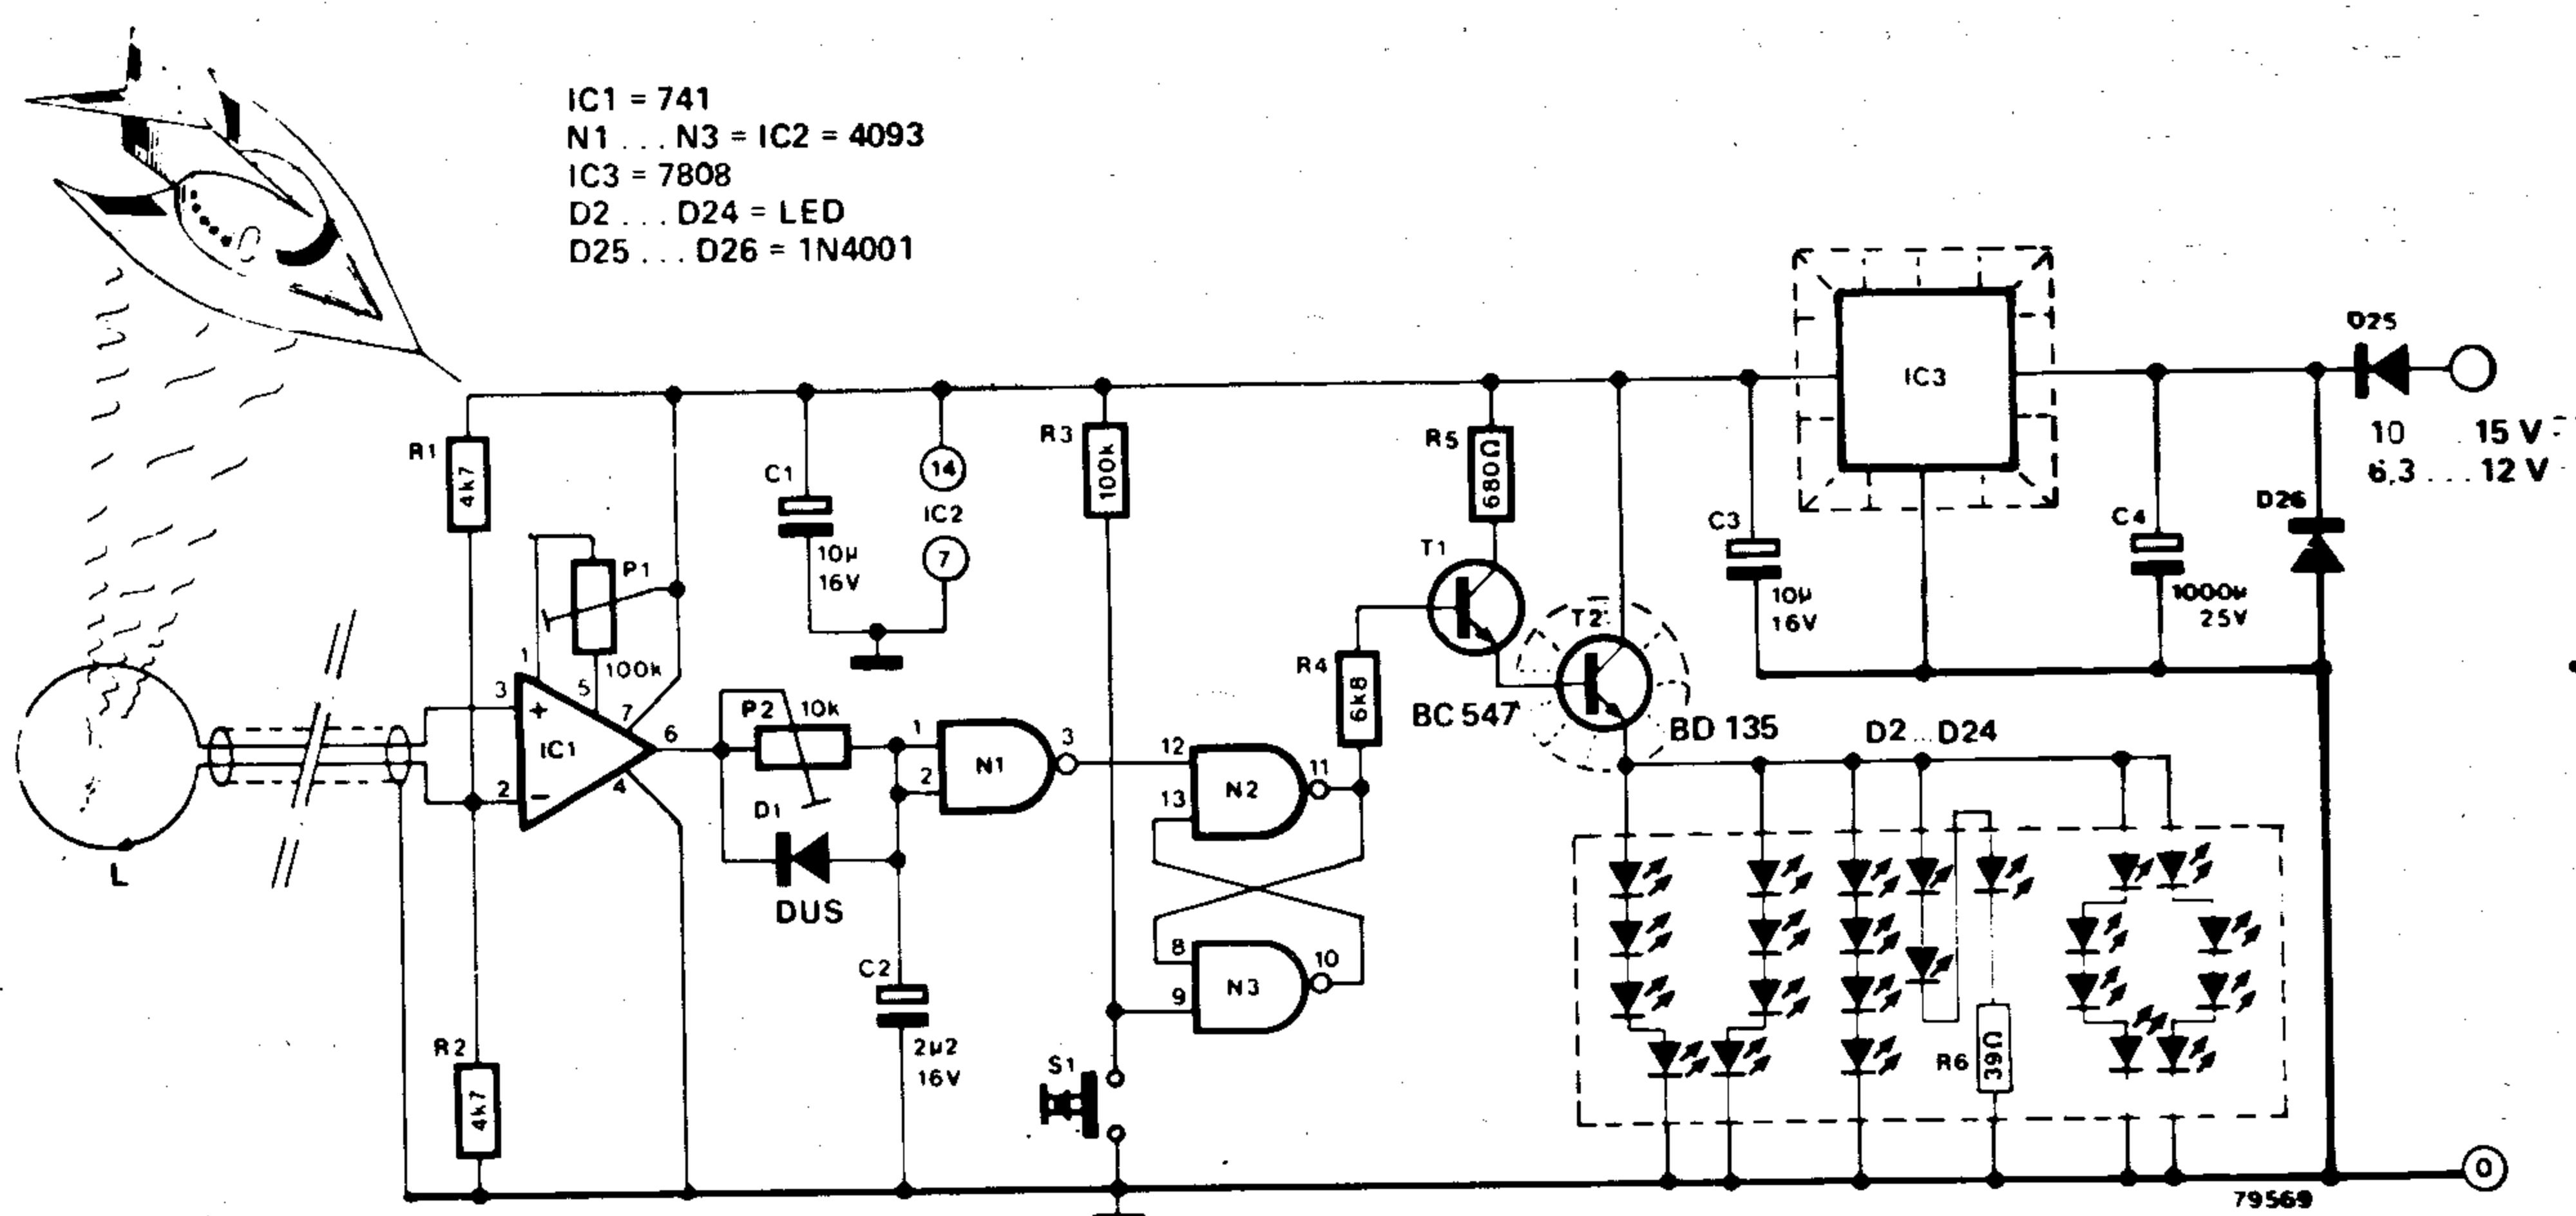 IC1 = 741
N1 ... N3 = IC2 = 4093
IC3 = 7808
D2 ... D24 = LED
D25 ... D26 = 1N4001
D25
IC3
10 15 V
6,3 ... 12 V
R1
4k7
C1
10µ
16V
14
IC2
7
R3
100k
R5
680Ω
T1
BC 547
T2
BD 135
C3
10µ
16V
C4
1000µ
25V
D26
P1
100k
1
5
3
+
IC1
7
6
2
-
4
P2
10k
D1
DUS
1
2
N1
3
12
13
N2
11
R4
6k8
8
9
N3
10
D2...D24
L
C2
2µ2
16V
R2
4k7
S1
R6
39Ω
0
79569